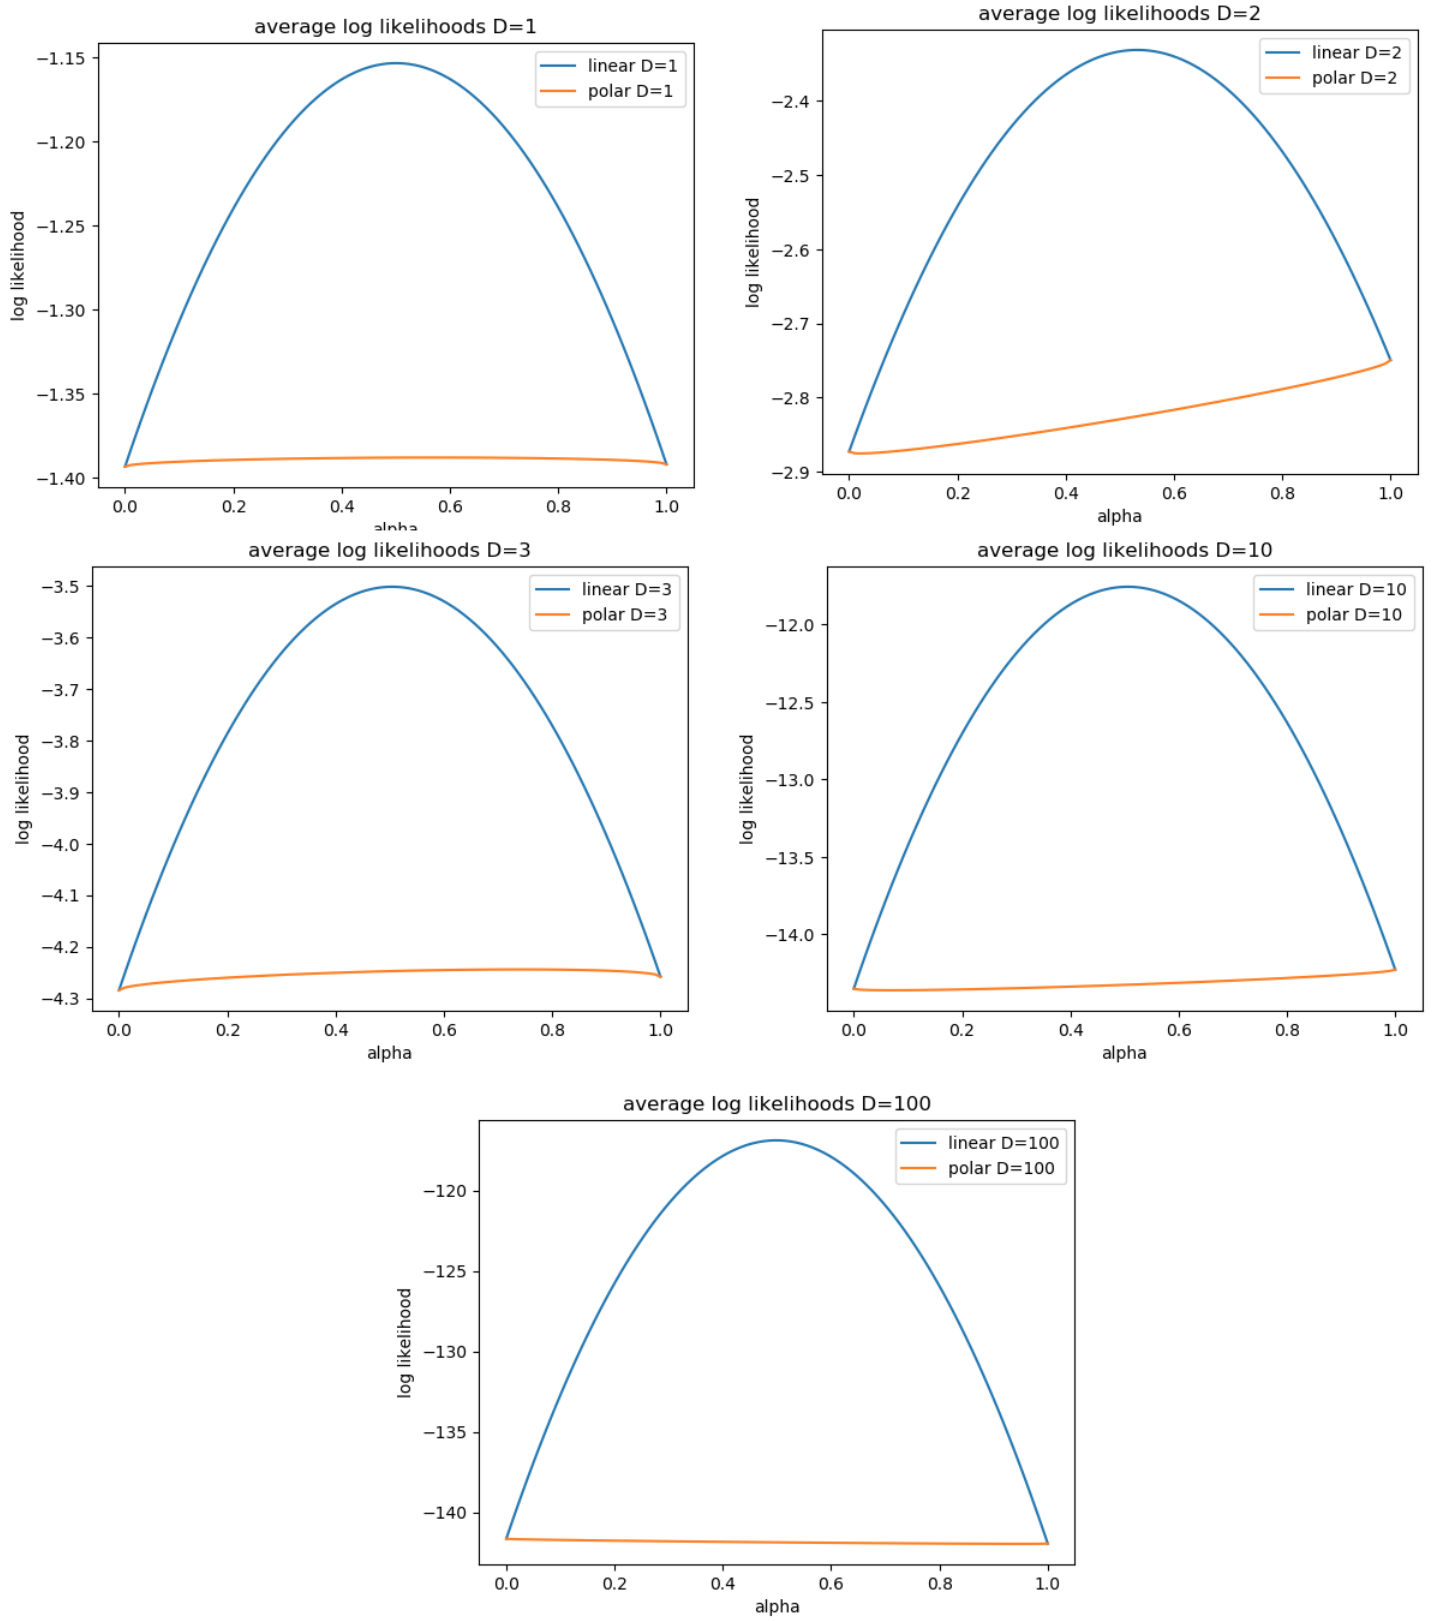 average log likelihoods D=1
linear D=1
polar D=1
log likelihood
−1.15
−1.20
−1.25
−1.30
−1.35
−1.40
0.0 0.2 0.4 0.6 0.8 1.0
alpha
average log likelihoods D=2
linear D=2
polar D=2
log likelihood
−2.4
−2.5
−2.6
−2.7
−2.8
−2.9
0.0 0.2 0.4 0.6 0.8 1.0
alpha
average log likelihoods D=3
linear D=3
polar D=3
log likelihood
−3.5
−3.6
−3.7
−3.8
−3.9
−4.0
−4.1
−4.2
−4.3
0.0 0.2 0.4 0.6 0.8 1.0
alpha
average log likelihoods D=10
linear D=10
polar D=10
log likelihood
−12.0
−12.5
−13.0
−13.5
−14.0
0.0 0.2 0.4 0.6 0.8 1.0
alpha
average log likelihoods D=100
linear D=100
polar D=100
log likelihood
−120
−125
−130
−135
−140
0.0 0.2 0.4 0.6 0.8 1.0
alpha